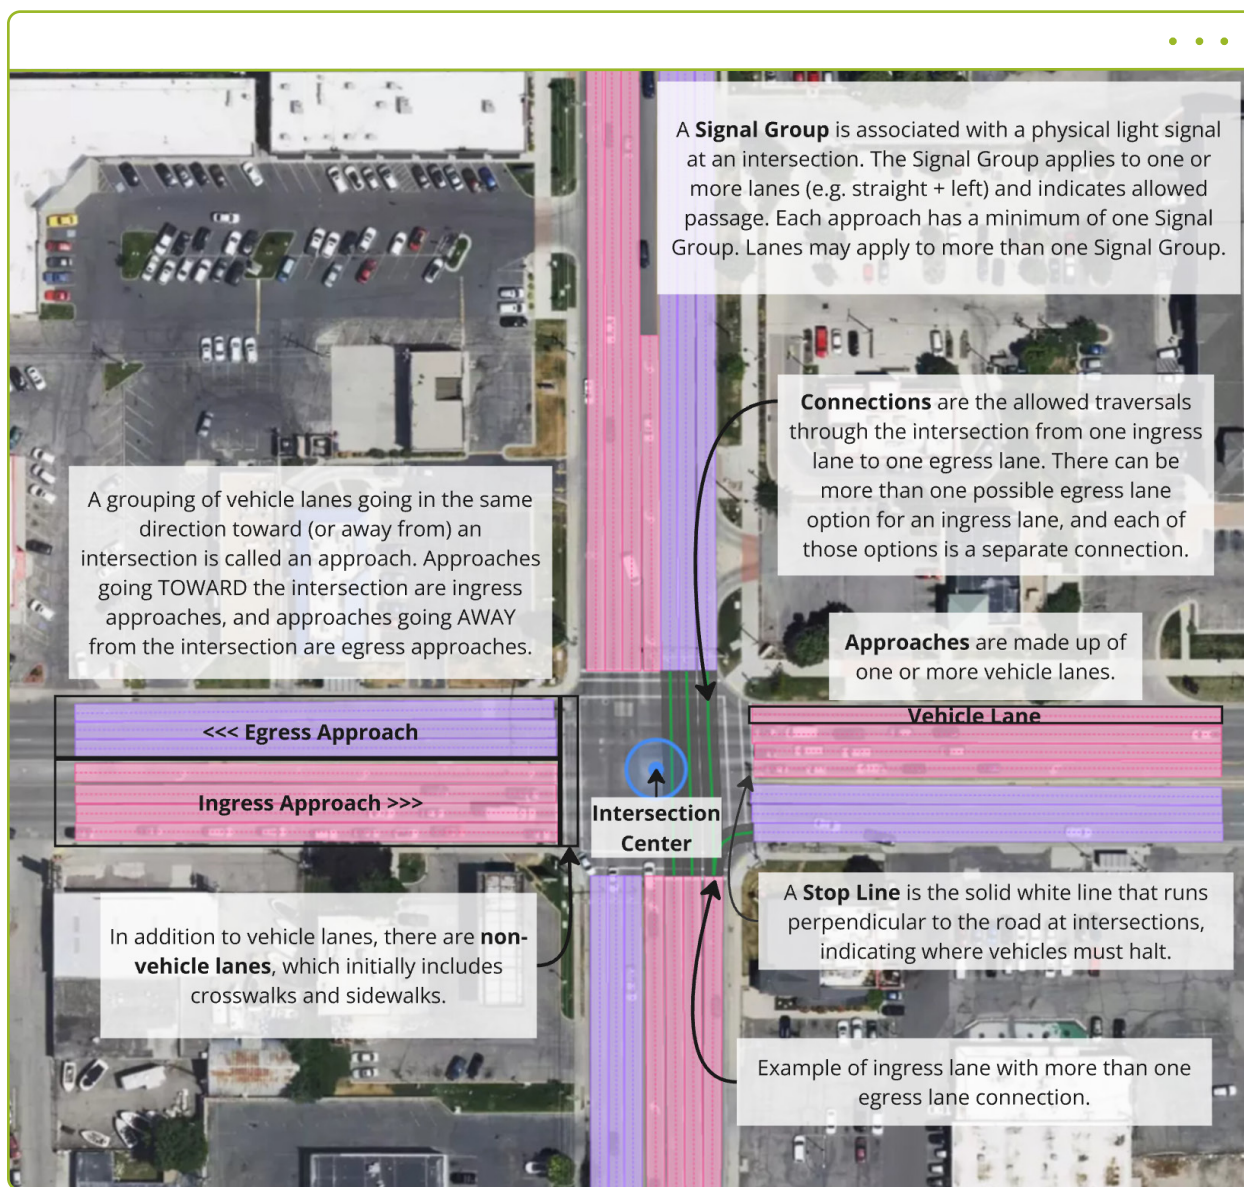 A Signal Group is associated with a physical light signal
at an intersection. The Signal Group applies to one or
more lanes (e.g. straight + left) and indicates allowed
passage. Each approach has a minimum of one Signal
Group. Lanes may apply to more than one Signal Group.
Connections are the allowed traversals
through the intersection from one ingress
lane to one egress lane. There can be
more than one possible egress lane
option for an ingress lane, and each of
those options is a separate connection.
A grouping of vehicle lanes going in the same
direction toward (or away from) an
intersection is called an approach. Approaches
going TOWARD the intersection are ingress
approaches, and approaches going AWAY
from the intersection are egress approaches.
Approaches are made up of
one or more vehicle lanes.
Vehicle Lane
<<< Egress Approach
Ingress Approach >>>
Intersection
Center
A Stop Line is the solid white line that runs
perpendicular to the road at intersections,
indicating where vehicles must halt.
In addition to vehicle lanes, there are non-
vehicle lanes, which initially includes
crosswalks and sidewalks.
Example of ingress lane with more than one
egress lane connection.